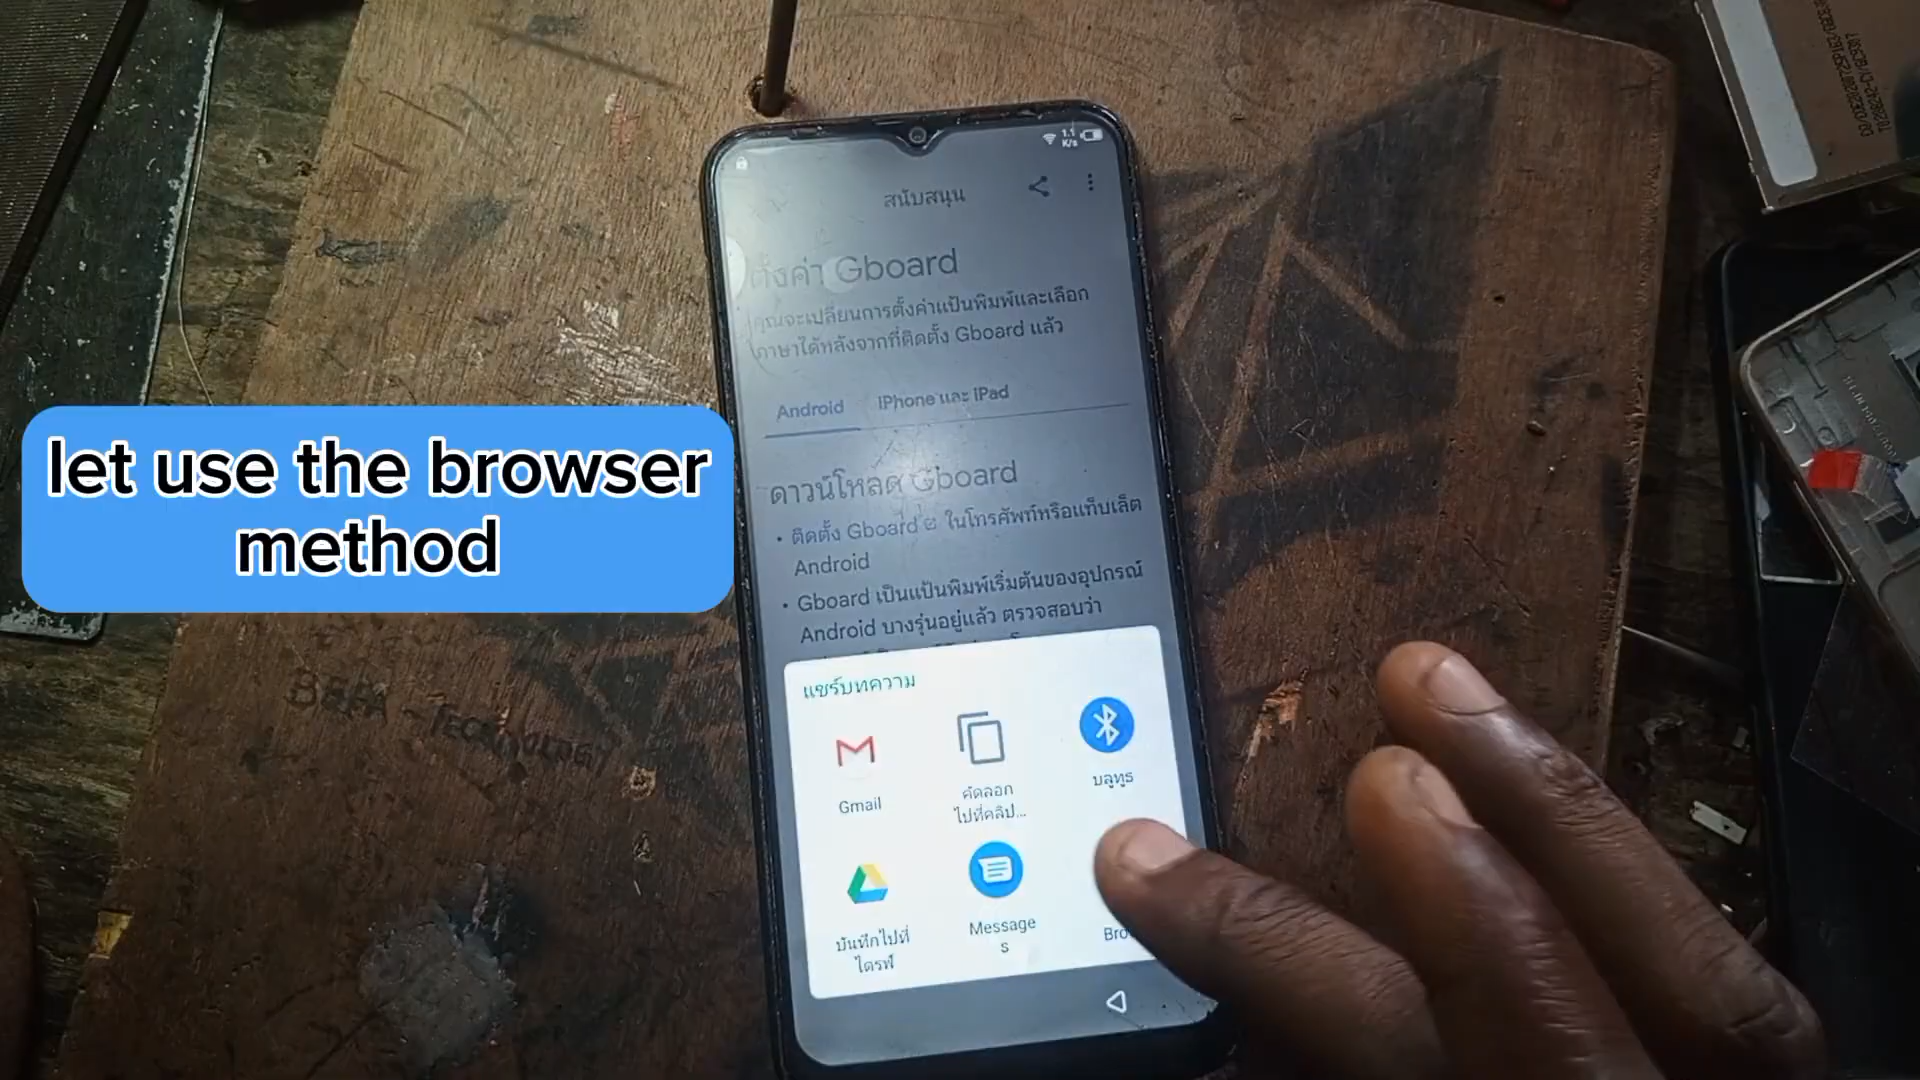 let use the browser
method
1.1
K/s
สนับสนุน
ตั้งค่า Gboard
คุณจะเปลี่ยนการตั้งค่าแป้นพิมพ์และเลือก
ภาษาได้หลังจากที่ติดตั้ง Gboard แล้ว
Android
iPhone และ iPad
ดาวน์โหลด Gboard
• ติดตั้ง Gboard ในโทรศัพท์หรือแท็บเล็ต
Android
• Gboard เป็นแป้นพิมพ์เริ่มต้นของอุปกรณ์
Android บางรุ่นอยู่แล้ว ตรวจสอบว่า
แชร์บทความ
Gmail
คัดลอก
ไปที่คลิป...
บลูทูธ
บันทึกไปที่
ไดรฟ์
Message
s
Bro